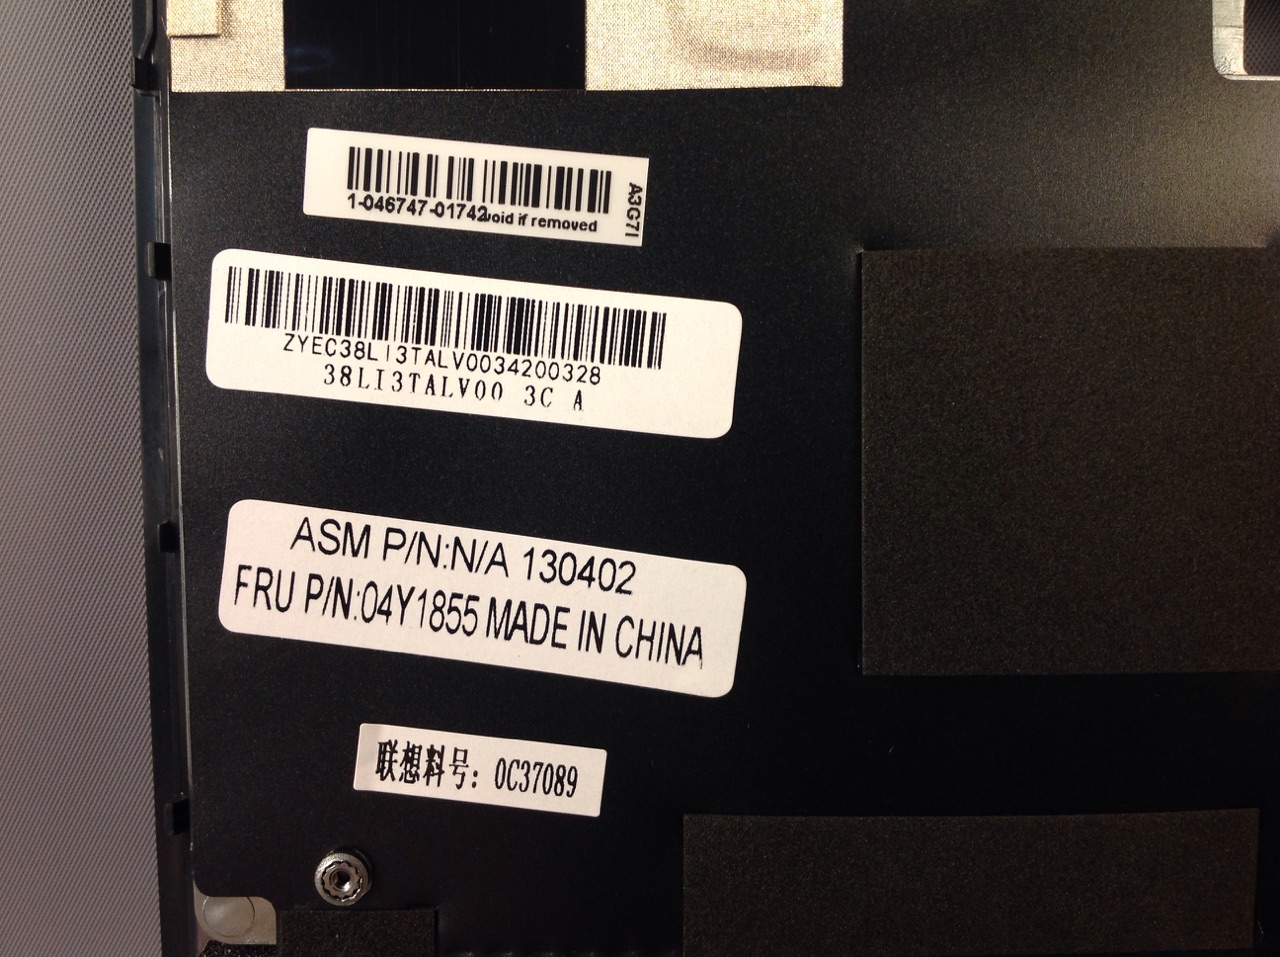 1-046747-01742 void if removed
A3G7I
ZYEC38LI3TALV0034200328
38LI3TALV00 3C A
ASM P/N:N/A 130402
FRU P/N:04Y1855 MADE IN CHINA
联想料号: 0C37089